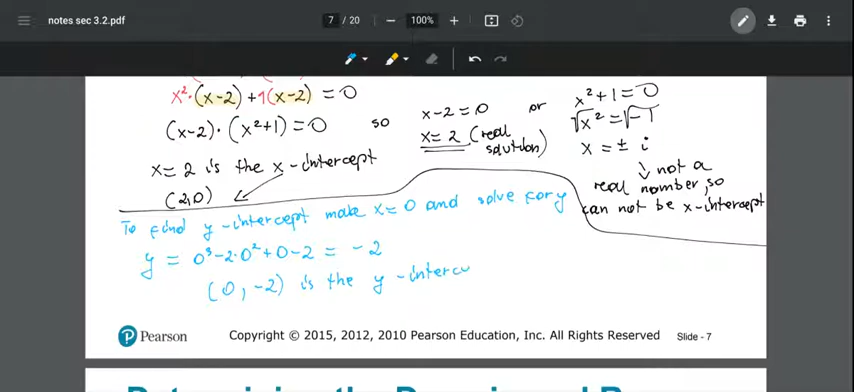 notes sec 3.2.pdf
7 / 20
100%
x²·(x-2)+1(x-2) = 0
(x-2)·(x²+1)=0 so
x-2=0 or
x=2 (real solution)
x²+1=0
√x² = √-1
x = ± i
not a
real nomber, so
can not be x-intercept
x=2 is the x-intercept
(2,0)
To find y-intercept make x=0 and solve for y
y = 0³-2·0²+0-2 = -2
(0,-2) is the y-interc
Pearson
Copyright © 2015, 2012, 2010 Pearson Education, Inc. All Rights Reserved
Slide - 7